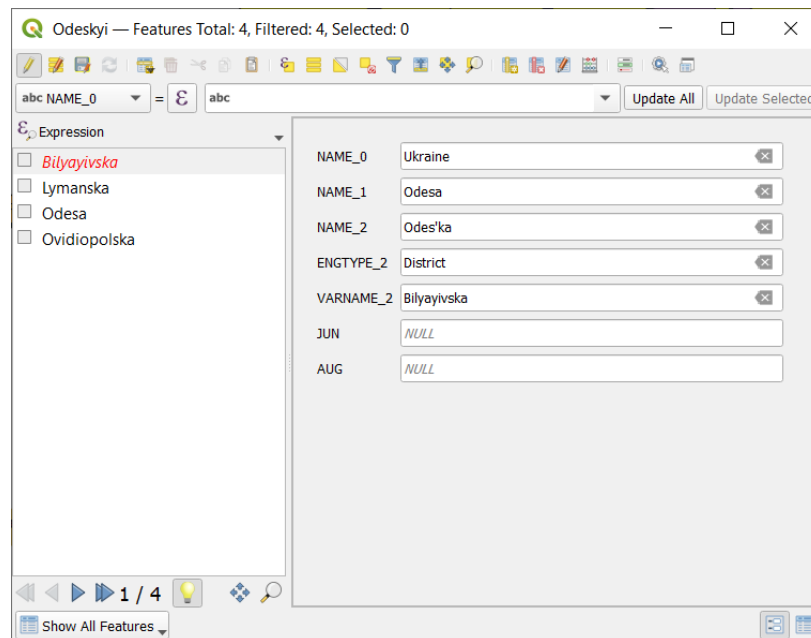 Odeskyi — Features Total: 4, Filtered: 4, Selected: 0
abc NAME_0 = ε abc Update All Update Selected
Expression
Bilyayivska
Lymanska
Odesa
Ovidiopolska
NAME_0 Ukraine
NAME_1 Odesa
NAME_2 Odes'ka
ENGTYPE_2 District
VARNAME_2 Bilyayivska
JUN NULL
AUG NULL
1 / 4
Show All Features